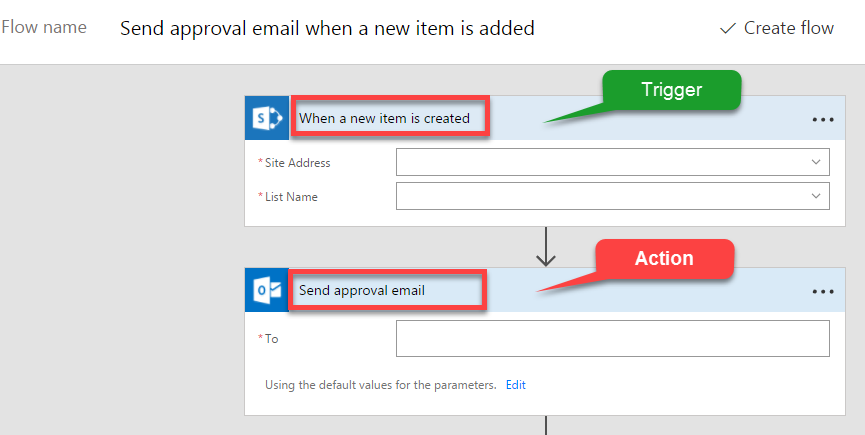 Flow name
Send approval email when a new item is added
Create flow
Trigger
S
When a new item is created
* Site Address
* List Name
Action
O
Send approval email
* To
Using the default values for the parameters. Edit